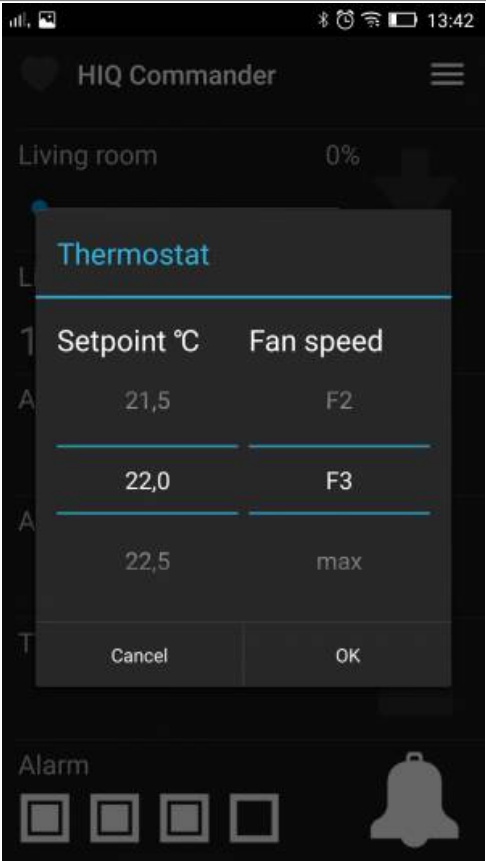 13:42
HIQ Commander
Living room 0%
Thermostat
Setpoint °C Fan speed
21,5 F2
22,0 F3
22,5 max
Cancel OK
Alarm